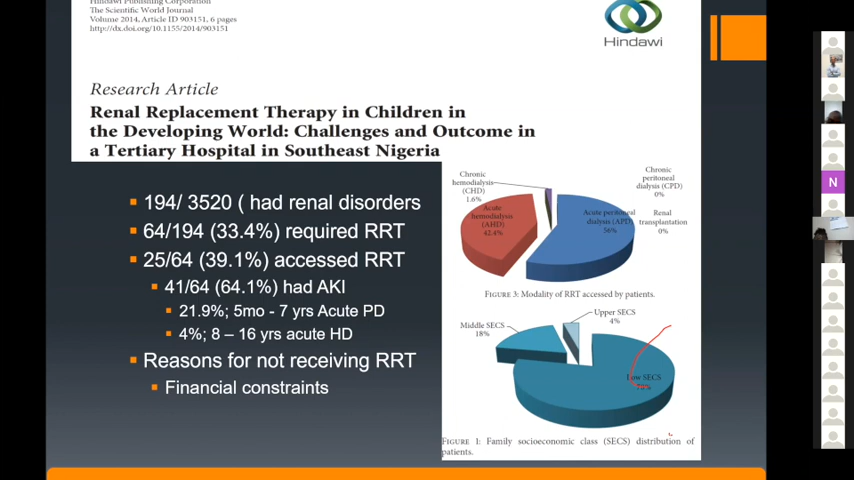 Hindawi Publishing Corporation
The Scientific World Journal
Volume 2014, Article ID 903151, 6 pages
http://dx.doi.org/10.1155/2014/903151
Hindawi
Research Article
Renal Replacement Therapy in Children in
the Developing World: Challenges and Outcome in
a Tertiary Hospital in Southeast Nigeria
194/ 3520 ( had renal disorders
64/194 (33.4%) required RRT
25/64 (39.1%) accessed RRT
41/64 (64.1%) had AKI
21.9%; 5mo - 7 yrs Acute PD
4%; 8 – 16 yrs acute HD
Reasons for not receiving RRT
Financial constraints
Chronic
hemodialysis
(CHD)
1.6%
Acute
hemodialysis
(AHD)
42.4%
Acute peritoneal
dialysis (APD)
56%
Chronic
peritoneal
dialysis (CPD)
0%
Renal
transplantation
0%
FIGURE 3: Modality of RRT accessed by patients.
Middle SECS
18%
Upper SECS
4%
Low SECS
FIGURE 1: Family socioeconomic class (SECS) distribution of
patients.
N